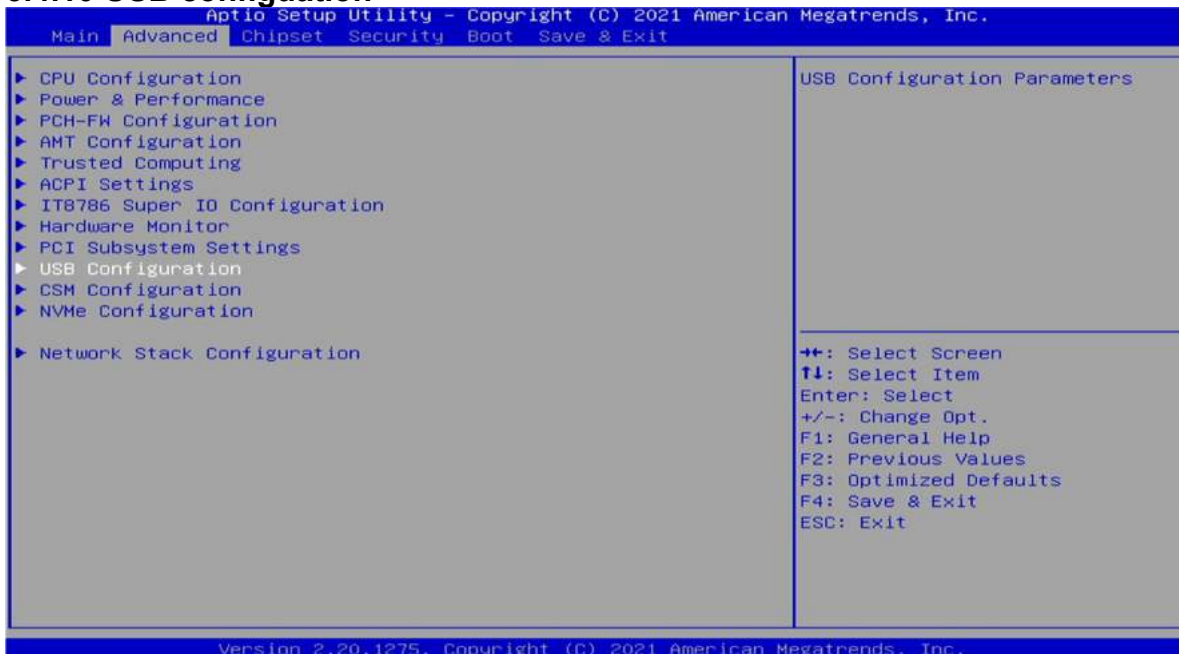 USB configuation
Aptio Setup Utility – Copyright (C) 2021 American Megatrends, Inc.
Main Advanced Chipset Security Boot Save & Exit
► CPU Configuration
► Power & Performance
► PCH-FW Configuration
► AMT Configuration
► Trusted Computing
► ACPI Settings
► IT8786 Super IO Configuration
► Hardware Monitor
► PCI Subsystem Settings
► USB Configuration
► CSM Configuration
► NVMe Configuration
► Network Stack Configuration
USB Configuration Parameters
→←: Select Screen
↑↓: Select Item
Enter: Select
+/-: Change Opt.
F1: General Help
F2: Previous Values
F3: Optimized Defaults
F4: Save & Exit
ESC: Exit
Version 2.20.1275. Copyright (C) 2021 American Megatrends, Inc.